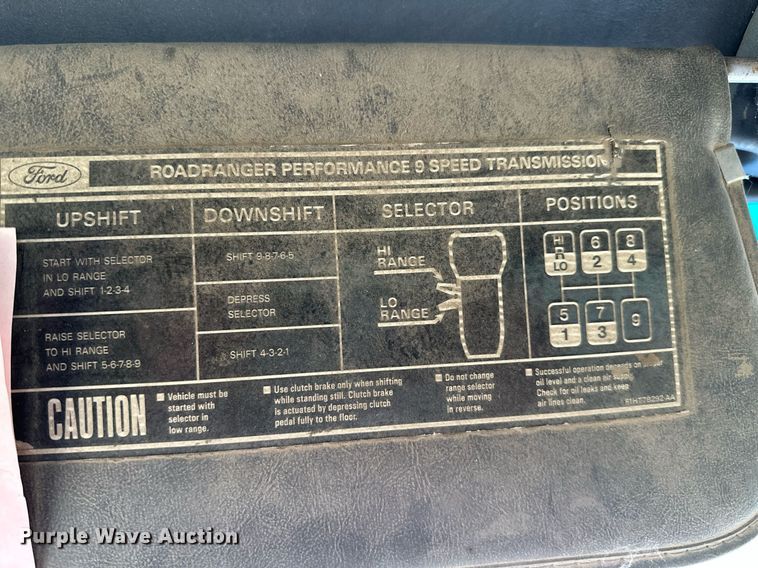 Ford
ROADRANGER PERFORMANCE 9 SPEED TRANSMISSION
UPSHIFT
START WITH SELECTOR
IN LO RANGE
AND SHIFT 1-2-3-4
RAISE SELECTOR
TO HI RANGE
AND SHIFT 5-6-7-8-9
DOWNSHIFT
SHIFT 9-8-7-6-5
DEPRESS
SELECTOR
SHIFT 4-3-2-1
SELECTOR
HI
RANGE
LO
RANGE
POSITIONS
HI
R
LO
6
2
8
4
5
1
7
3
9
CAUTION
■ Vehicle must be
started with
selector in
low range.
■ Use clutch brake only when shifting
while standing still. Clutch brake
is actuated by depressing clutch
pedal fully to the floor.
■ Do not change
range selector
while moving
in reverse.
■ Successful operation depends on proper
oil level and a clean air supply.
Check for oil leaks and keep
air lines clean.
Purple Wave Auction